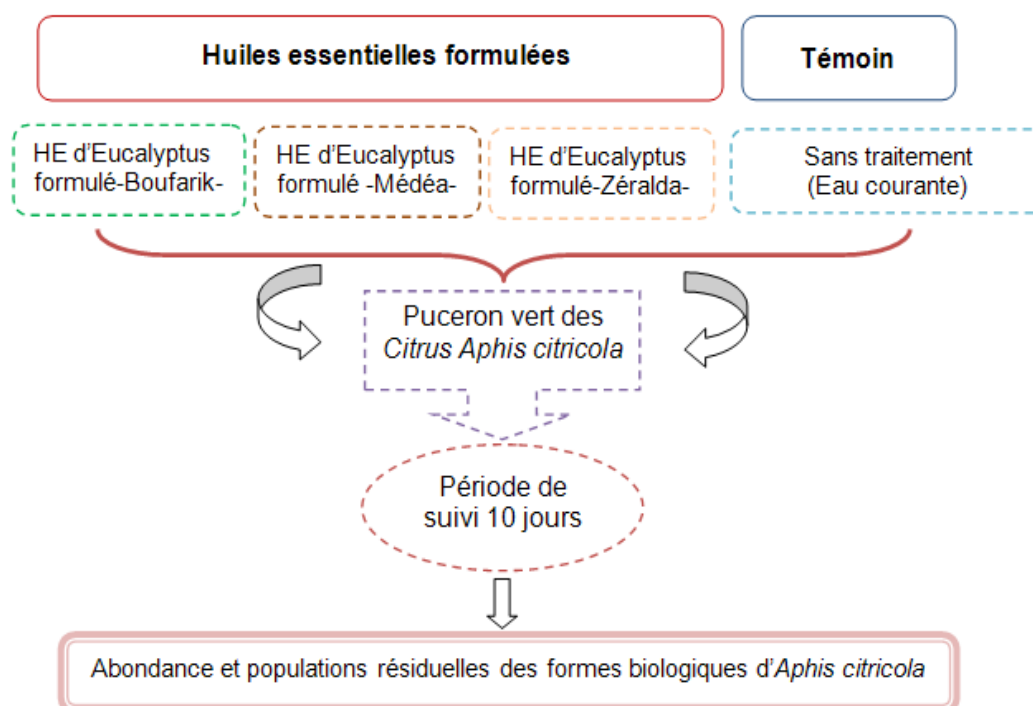 Huiles essentielles formulées
Témoin
HE d'Eucalyptus
formulé-Boufarik-
HE d'Eucalyptus
formulé -Médéa-
HE d'Eucalyptus
formulé-Zéralda-
Sans traitement
(Eau courante)
Puceron vert des
Citrus Aphis citricola
Période de
suivi 10 jours
Abondance et populations résiduelles des formes biologiques d'Aphis citricola